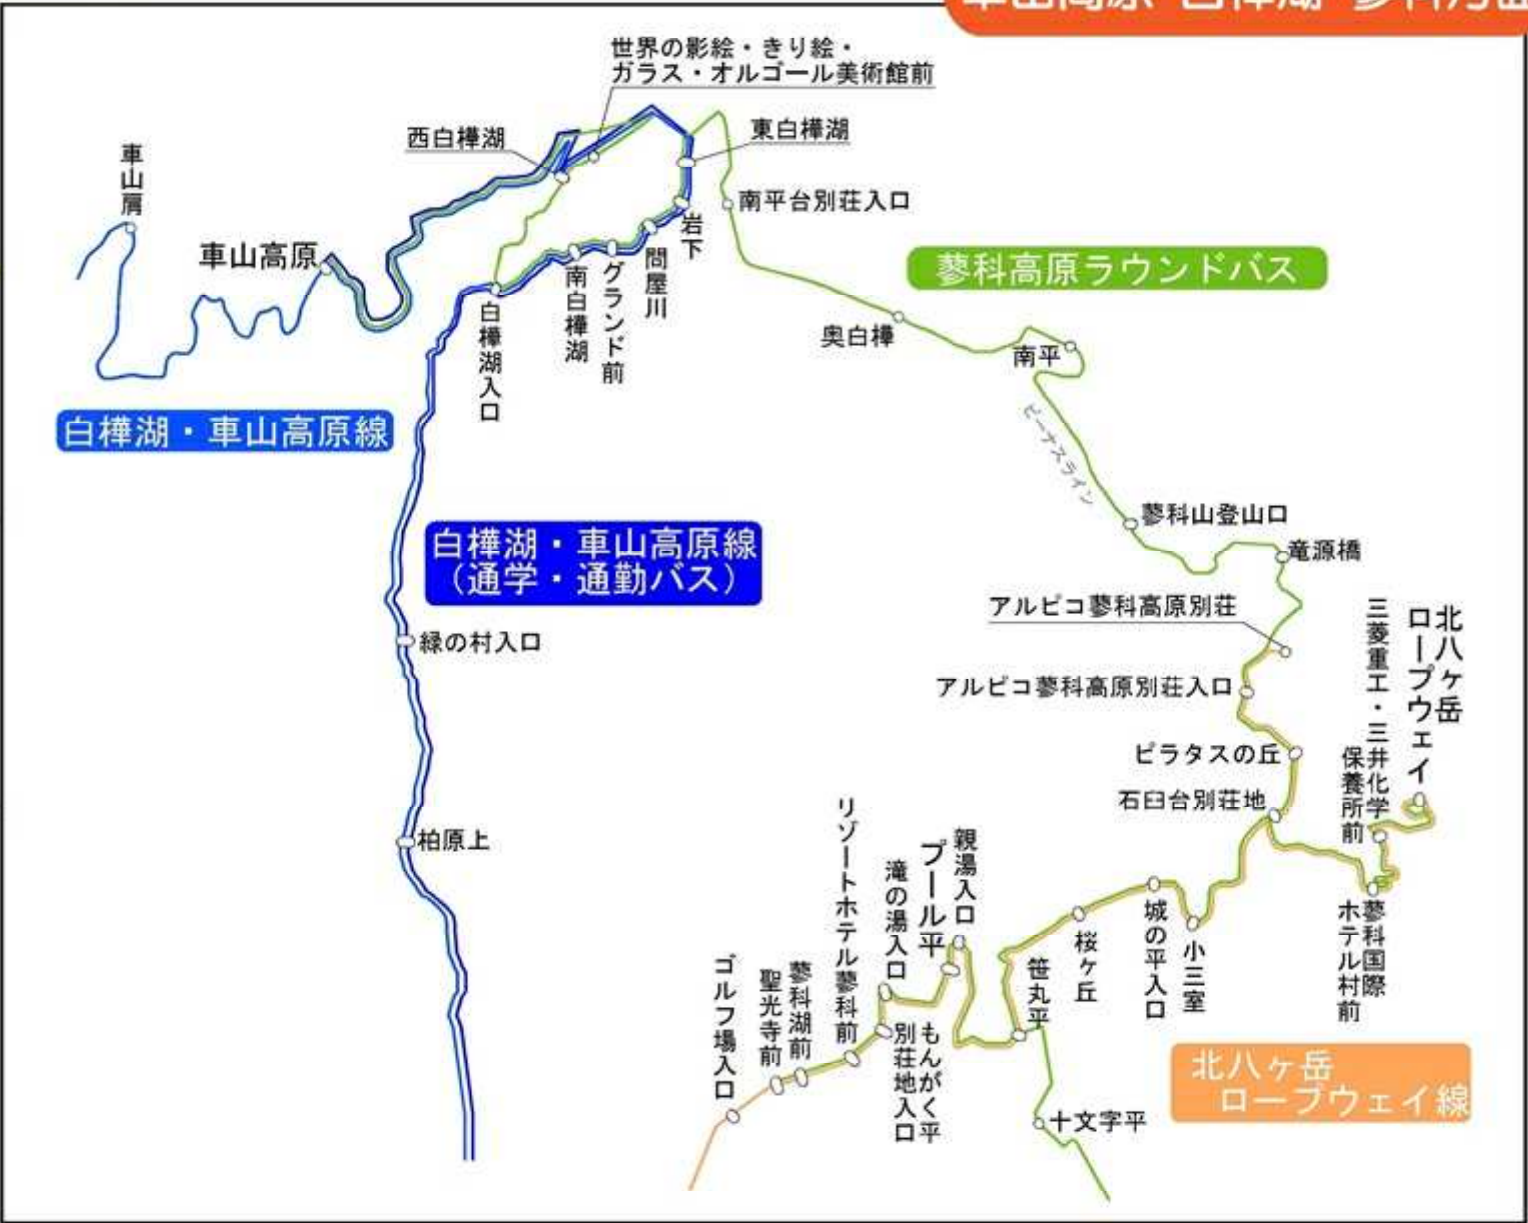 車山高原・白樺湖・蓼科方面
世界の影絵・きり絵・
ガラス・オルゴール美術館前
西白樺湖
東白樺湖
車山肩
車山高原
南平台別荘入口
岩下
問屋川
グランド前
南白樺湖
白樺湖入口
蓼科高原ラウンドバス
奥白樺
南平
ビーナスライン
白樺湖・車山高原線
白樺湖・車山高原線
（通学・通勤バス）
蓼科山登山口
竜源橋
アルピコ蓼科高原別荘
アルピコ蓼科高原別荘入口
緑の村入口
ピラタスの丘
石臼台別荘地
北八ヶ岳
ロープウェイ
三菱重工・三井化学
保養所前
柏原上
蓼科国際
ホテル村前
小三室
城の平入口
桜ヶ丘
笹丸平
親湯入口
プール平
滝の湯入口
もんがく平
別荘地入口
リゾートホテル蓼科前
蓼科湖前
聖光寺前
ゴルフ場入口
十文字平
北八ヶ岳
ロープウェイ線